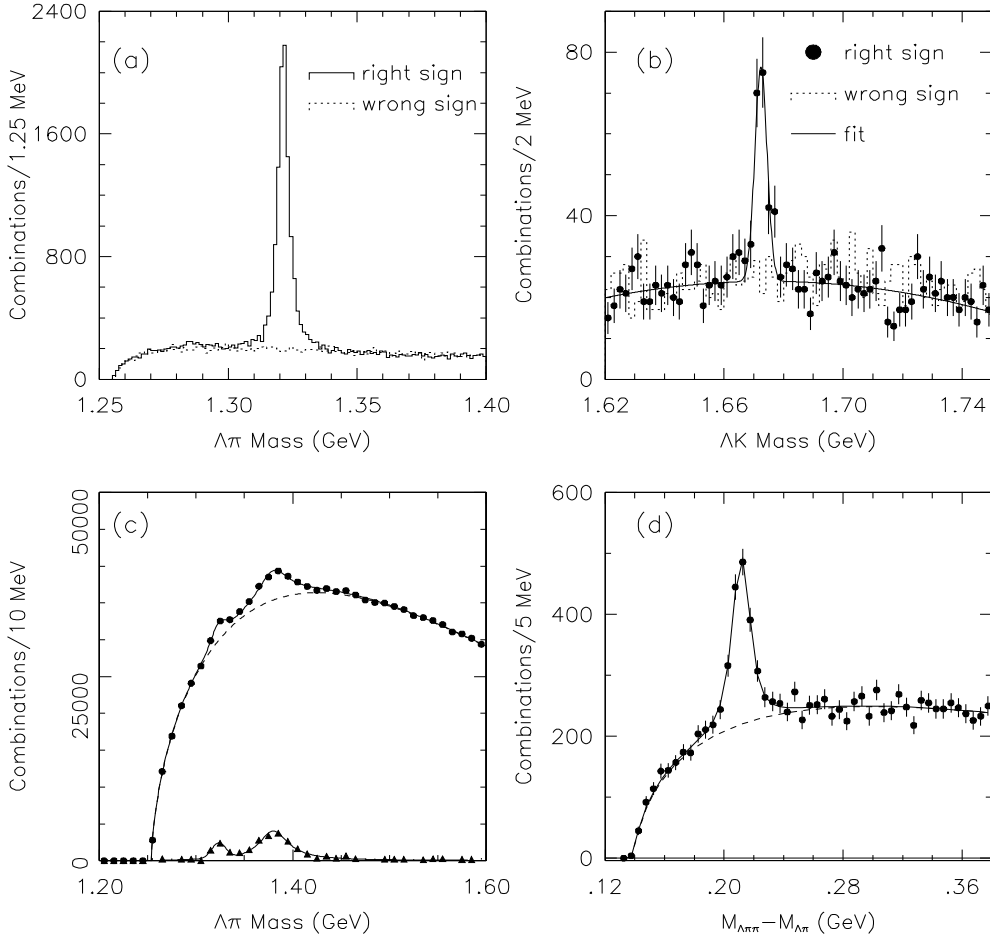 2400
1600
800
0
Combinations/1.25 MeV
(a)
right sign
wrong sign
1.25
1.30
1.35
1.40
Λπ Mass (GeV)
80
40
0
Combinations/2 MeV
(b)
right sign
wrong sign
fit
1.62
1.66
1.70
1.74
ΛK Mass (GeV)
50000
25000
0
Combinations/10 MeV
(c)
1.20
1.40
1.60
Λπ Mass (GeV)
600
400
200
0
Combinations/5 MeV
(d)
.12
.20
.28
.36
M_Λππ−M_Λπ (GeV)